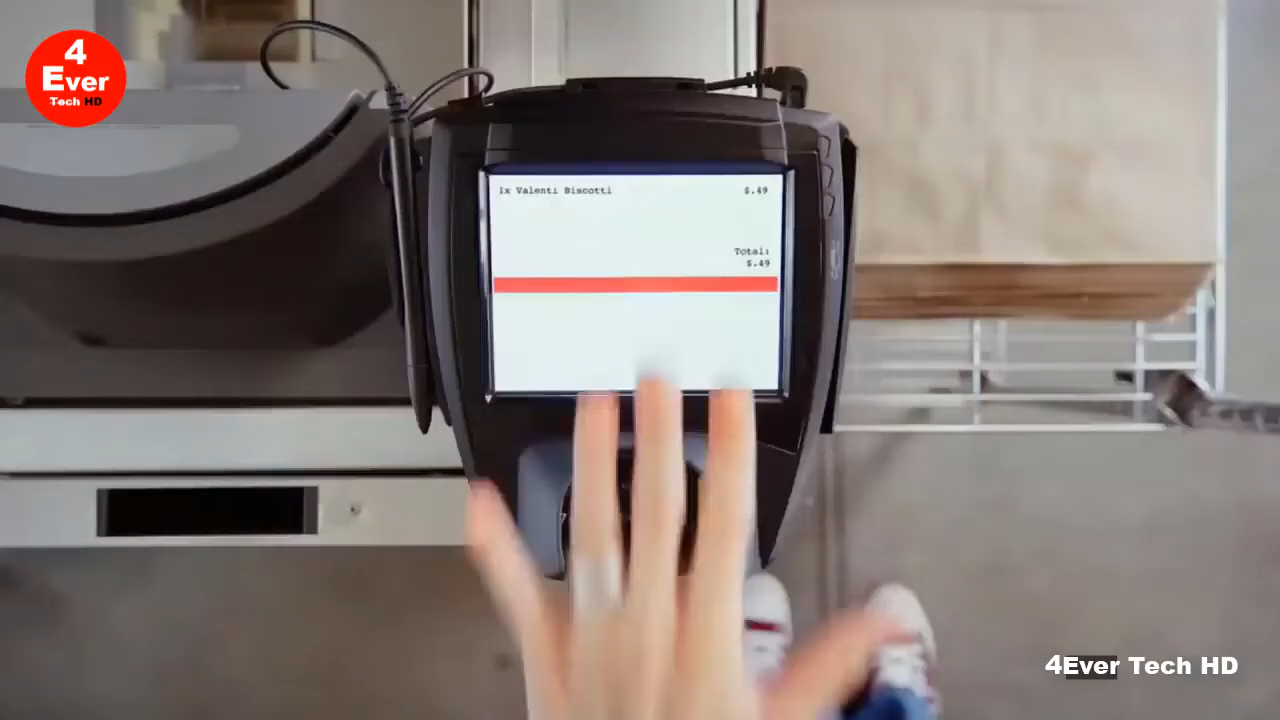 4
Ever
Tech HD
1x Valenti Biscotti $.49
Total:
$.49
4Ever Tech HD